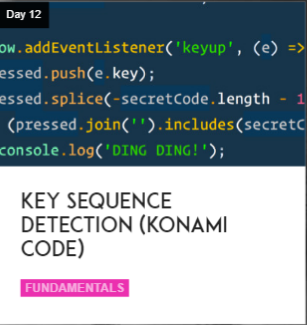 Day 12
ow.addEventListener('keyup', (e) =>
essed.push(e.key);
essed.splice(-secretCode.length - 1
(pressed.join('').includes(secretC
console.log('DING DING!');
KEY SEQUENCE
DETECTION (KONAMI
CODE)
FUNDAMENTALS